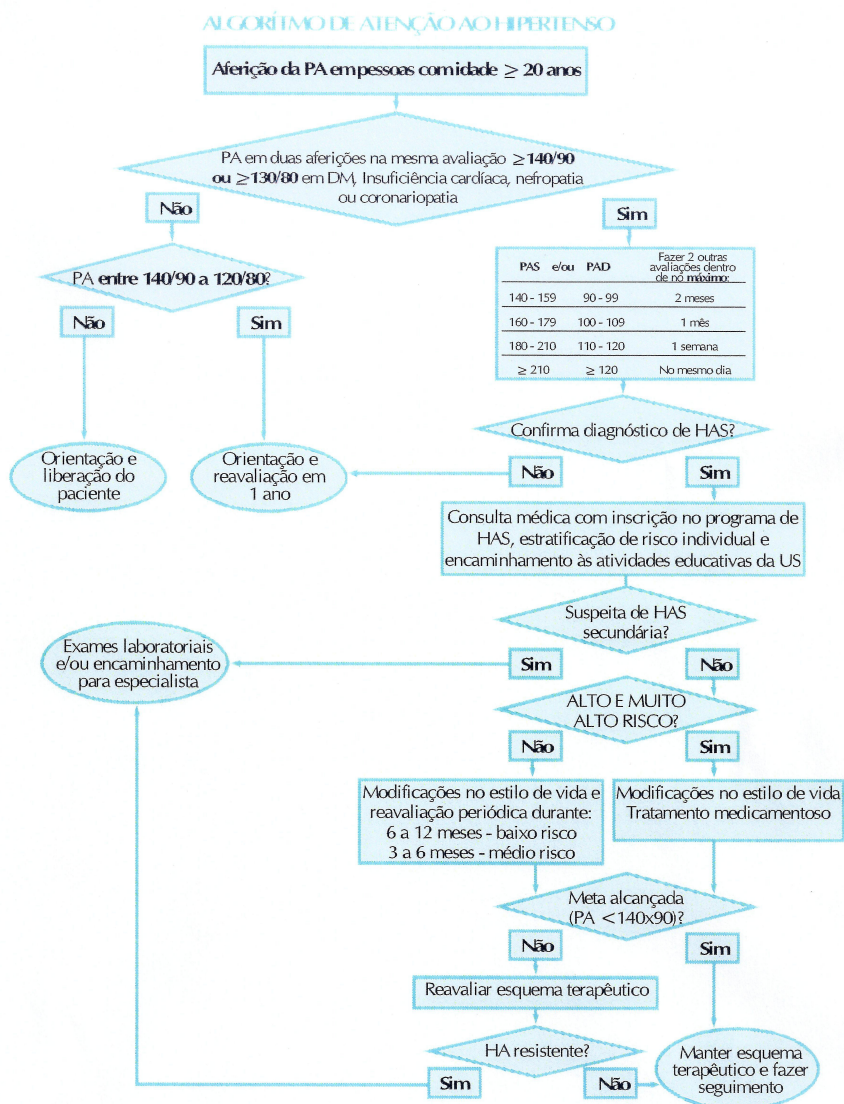 ALGORÍTMO DE ATENÇÃO AO HIPERTENSO
Aferição da PA em pessoas com idade ≥ 20 anos
PA em duas aferições na mesma avaliação ≥140/90
ou ≥130/80 em DM, Insuficiência cardíaca, nefropatia
ou coronariopatia
Não
Sim
PA entre 140/90 a 120/80?
Não
Sim
PAS e/ou PAD
Fazer 2 outras
avaliações dentro
de nó máximo:
140 - 159 90 - 99 2 meses
160 - 179 100 - 109 1 mês
180 - 210 110 - 120 1 semana
≥ 210 ≥ 120 No mesmo dia
Confirma diagnóstico de HAS?
Não
Sim
Orientação e
liberação do
paciente
Orientação e
reavaliação em
1 ano
Consulta médica com inscrição no programa de
HAS, estratificação de risco individual e
encaminhamento às atividades educativas da US
Suspeita de HAS
secundária?
Sim
Não
Exames laboratoriais
e/ou encaminhamento
para especialista
ALTO E MUITO
ALTO RISCO?
Não
Sim
Modificações no estilo de vida e
reavaliação periódica durante:
6 a 12 meses - baixo risco
3 a 6 meses - médio risco
Modificações no estilo de vida
Tratamento medicamentoso
Meta alcançada
(PA <140x90)?
Não
Sim
Reavaliar esquema terapêutico
HA resistente?
Sim
Não
Manter esquema
terapêutico e fazer
seguimento